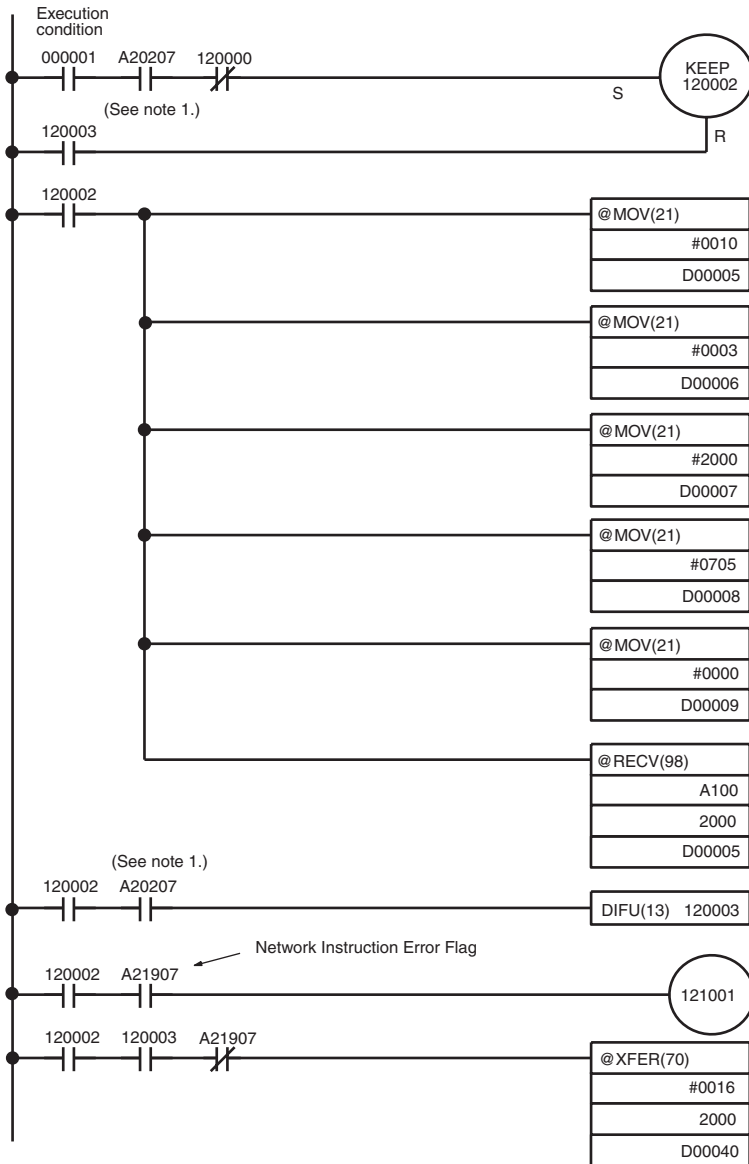 Execution
condition
000001 A20207 120000
KEEP
120002
S
(See note 1.)
R
120003
120002
@MOV(21)
#0010
D00005
@MOV(21)
#0003
D00006
@MOV(21)
#2000
D00007
@MOV(21)
#0705
D00008
@MOV(21)
#0000
D00009
@RECV(98)
A100
2000
D00005
(See note 1.)
120002 A20207
DIFU(13) 120003
Network Instruction Error Flag
120002 A21907
121001
120002 120003 A21907
@XFER(70)
#0016
2000
D00040